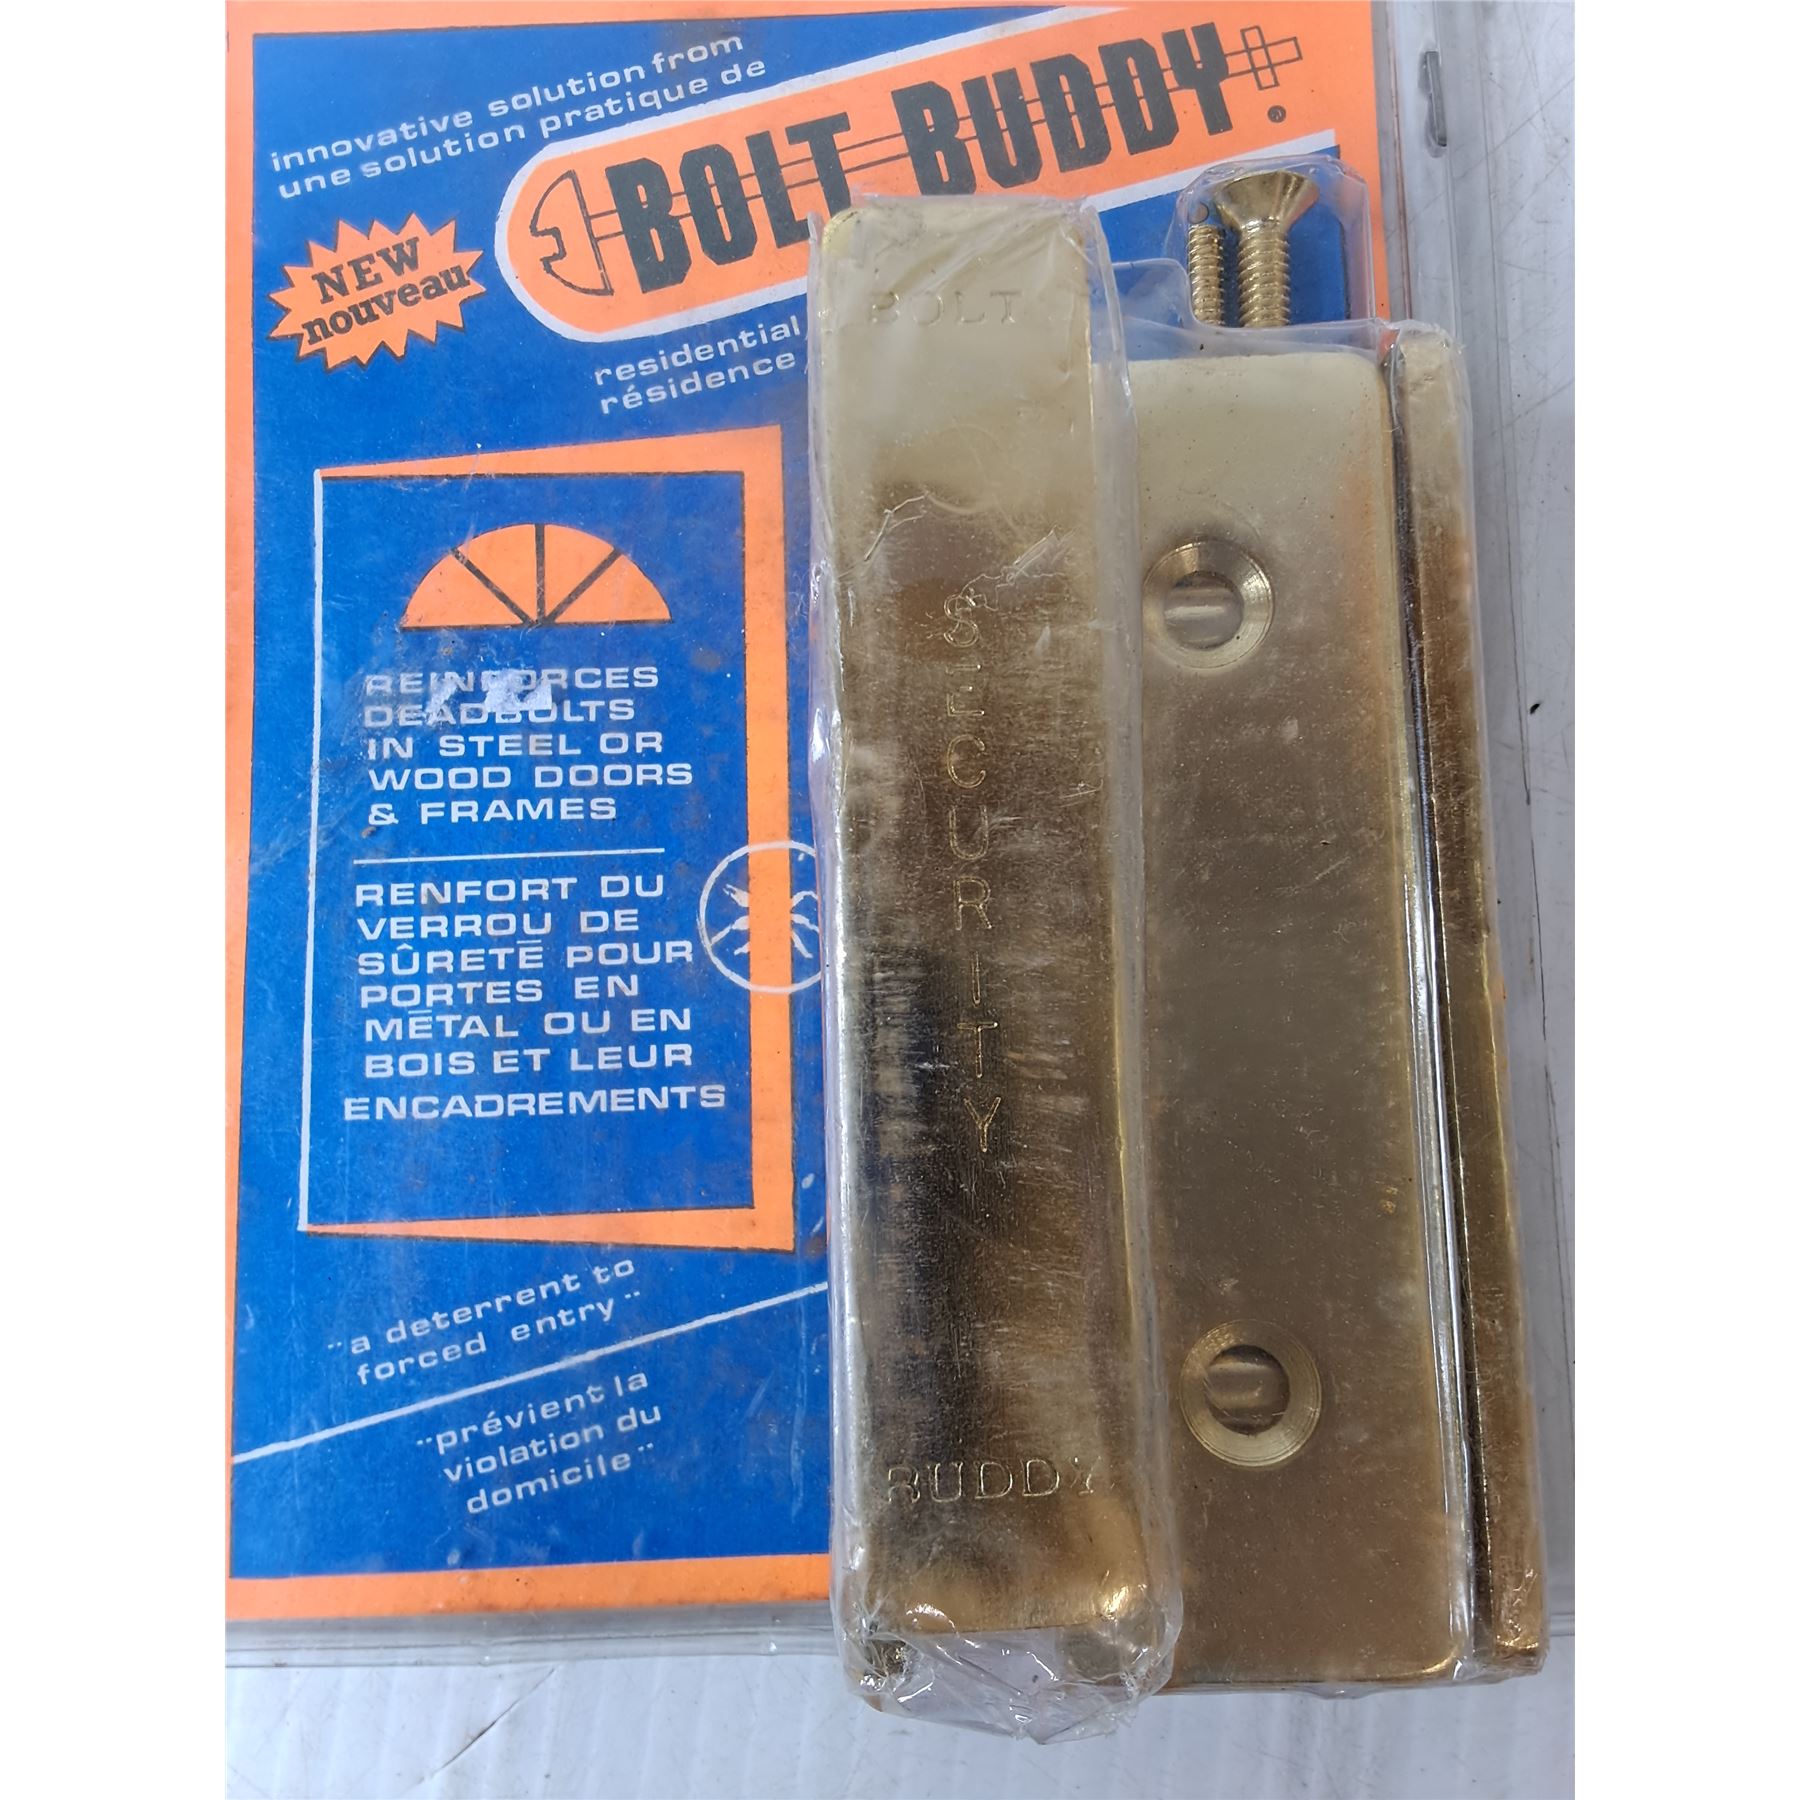 innovative solution from
une solution pratique de
BOLT BUDDY
®
NEW
nouveau
residential,
résidence,
REINFORCES
DEADBOLTS
IN STEEL OR
WOOD DOORS
& FRAMES
RENFORT DU
VERROU DE
SÛRETĒ POUR
PORTES EN
MĒTAL OU EN
BOIS ET LEUR
ENCADREMENTS
"a deterrent to
forced entry"
"prévient la
violation du
domicile"
BOLT
SECURITY
BUDDY